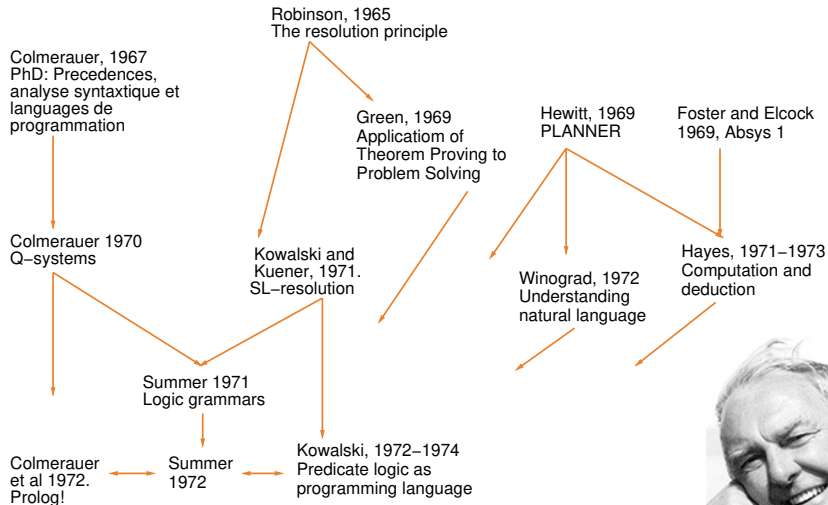 Robinson, 1965
The resolution principle
Colmerauer, 1967
PhD: Precedences,
analyse syntaxtique et
languages de
programmation
Green, 1969
Applicatiom of
Theorem Proving to
Problem Solving
Hewitt, 1969
PLANNER
Foster and Elcock
1969, Absys 1
Colmerauer 1970
Q−systems
Kowalski and
Kuener, 1971.
SL−resolution
Winograd, 1972
Understanding
natural language
Hayes, 1971−1973
Computation and
deduction
Summer 1971
Logic grammars
Colmerauer
et al 1972.
Prolog!
Summer
1972
Kowalski, 1972−1974
Predicate logic as
programming language